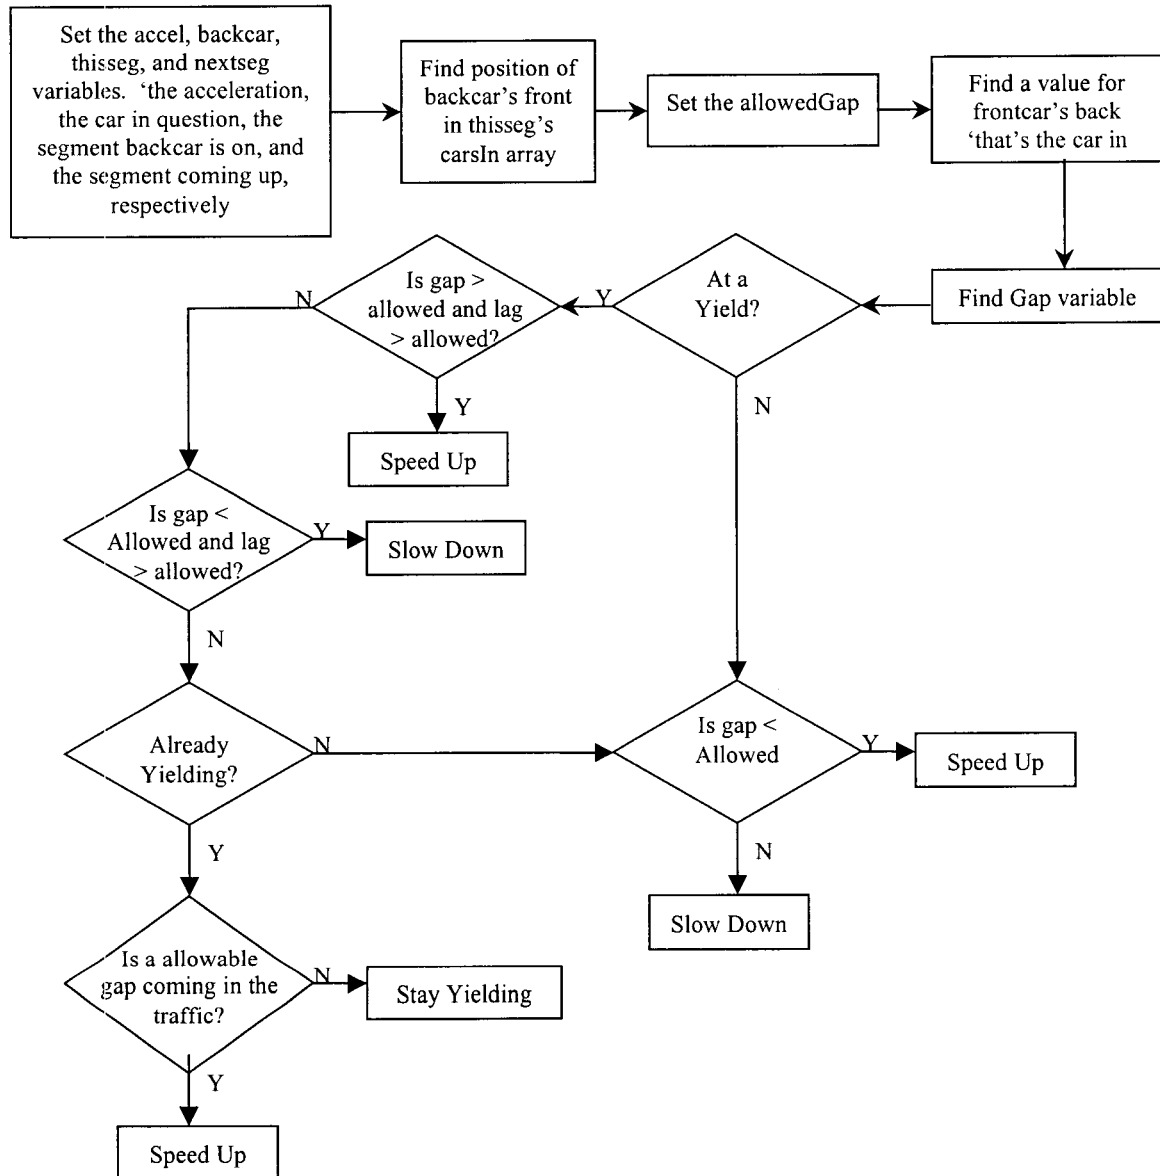 Set the accel, backcar,
thisseg, and nextseg
variables. ‘the acceleration,
the car in question, the
segment backcar is on, and
the segment coming up,
respectively
Find position of
backcar’s front
in thisseg’s
carsIn array
Set the allowedGap
Find a value for
frontcar’s back
‘that’s the car in
Find Gap variable
At a
Yield?
Y
N
Is gap >
allowed and lag
> allowed?
N
Y
Speed Up
Is gap <
Allowed and lag
> allowed?
Y
Slow Down
N
Already
Yielding?
N
Is gap <
Allowed
Y
Speed Up
N
Slow Down
Y
Is a allowable
gap coming in the
traffic?
N
Stay Yielding
Y
Speed Up